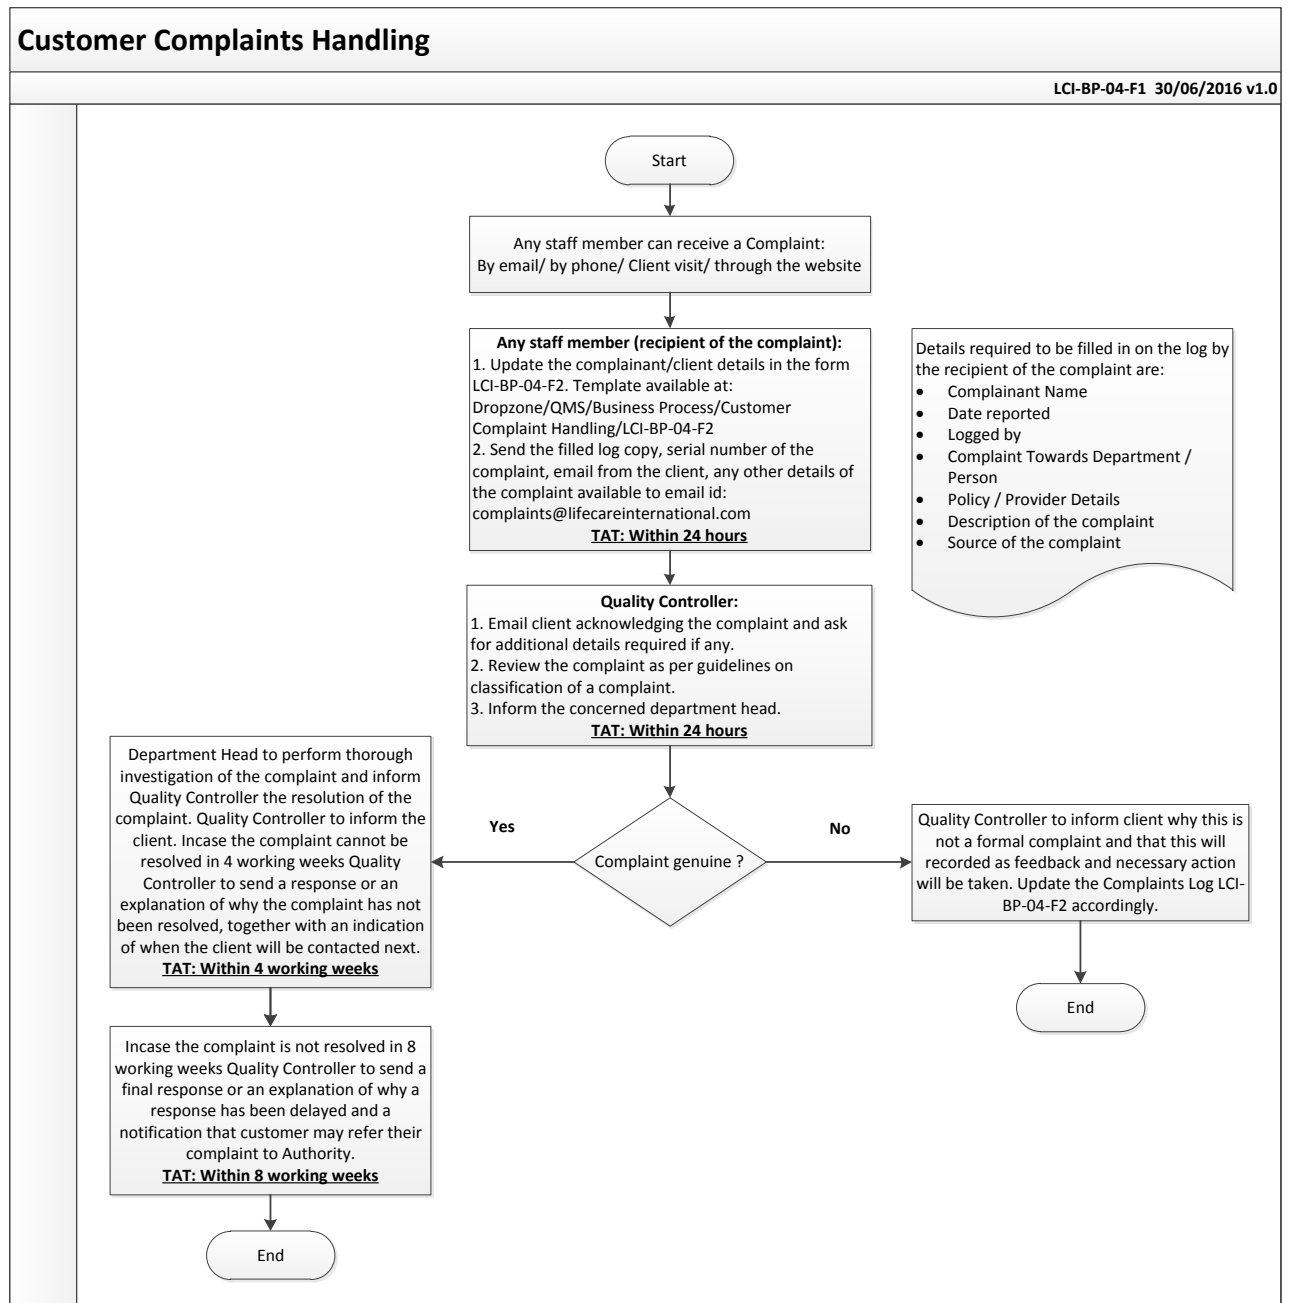 Customer Complaints Handling
LCI-BP-04-F1 30/06/2016 v1.0
Start
Any staff member can receive a Complaint:
By email/ by phone/ Client visit/ through the website
Any staff member (recipient of the complaint):
1. Update the complainant/client details in the form
LCI-BP-04-F2. Template available at:
Dropzone/QMS/Business Process/Customer
Complaint Handling/LCI-BP-04-F2
2. Send the filled log copy, serial number of the
complaint, email from the client, any other details of
the complaint available to email id:
complaints@lifecareinternational.com
TAT: Within 24 hours
Details required to be filled in on the log by
the recipient of the complaint are:
• Complainant Name
• Date reported
• Logged by
• Complaint Towards Department /
Person
• Policy / Provider Details
• Description of the complaint
• Source of the complaint
Quality Controller:
1. Email client acknowledging the complaint and ask
for additional details required if any.
2. Review the complaint as per guidelines on
classification of a complaint.
3. Inform the concerned department head.
TAT: Within 24 hours
Complaint genuine ?
Yes
No
Department Head to perform thorough
investigation of the complaint and inform
Quality Controller the resolution of the
complaint. Quality Controller to inform the
client. Incase the complaint cannot be
resolved in 4 working weeks Quality
Controller to send a response or an
explanation of why the complaint has not
been resolved, together with an indication
of when the client will be contacted next.
TAT: Within 4 working weeks
Incase the complaint is not resolved in 8
working weeks Quality Controller to send a
final response or an explanation of why a
response has been delayed and a
notification that customer may refer their
complaint to Authority.
TAT: Within 8 working weeks
End
Quality Controller to inform client why this is
not a formal complaint and that this will
recorded as feedback and necessary action
will be taken. Update the Complaints Log LCI-
BP-04-F2 accordingly.
End